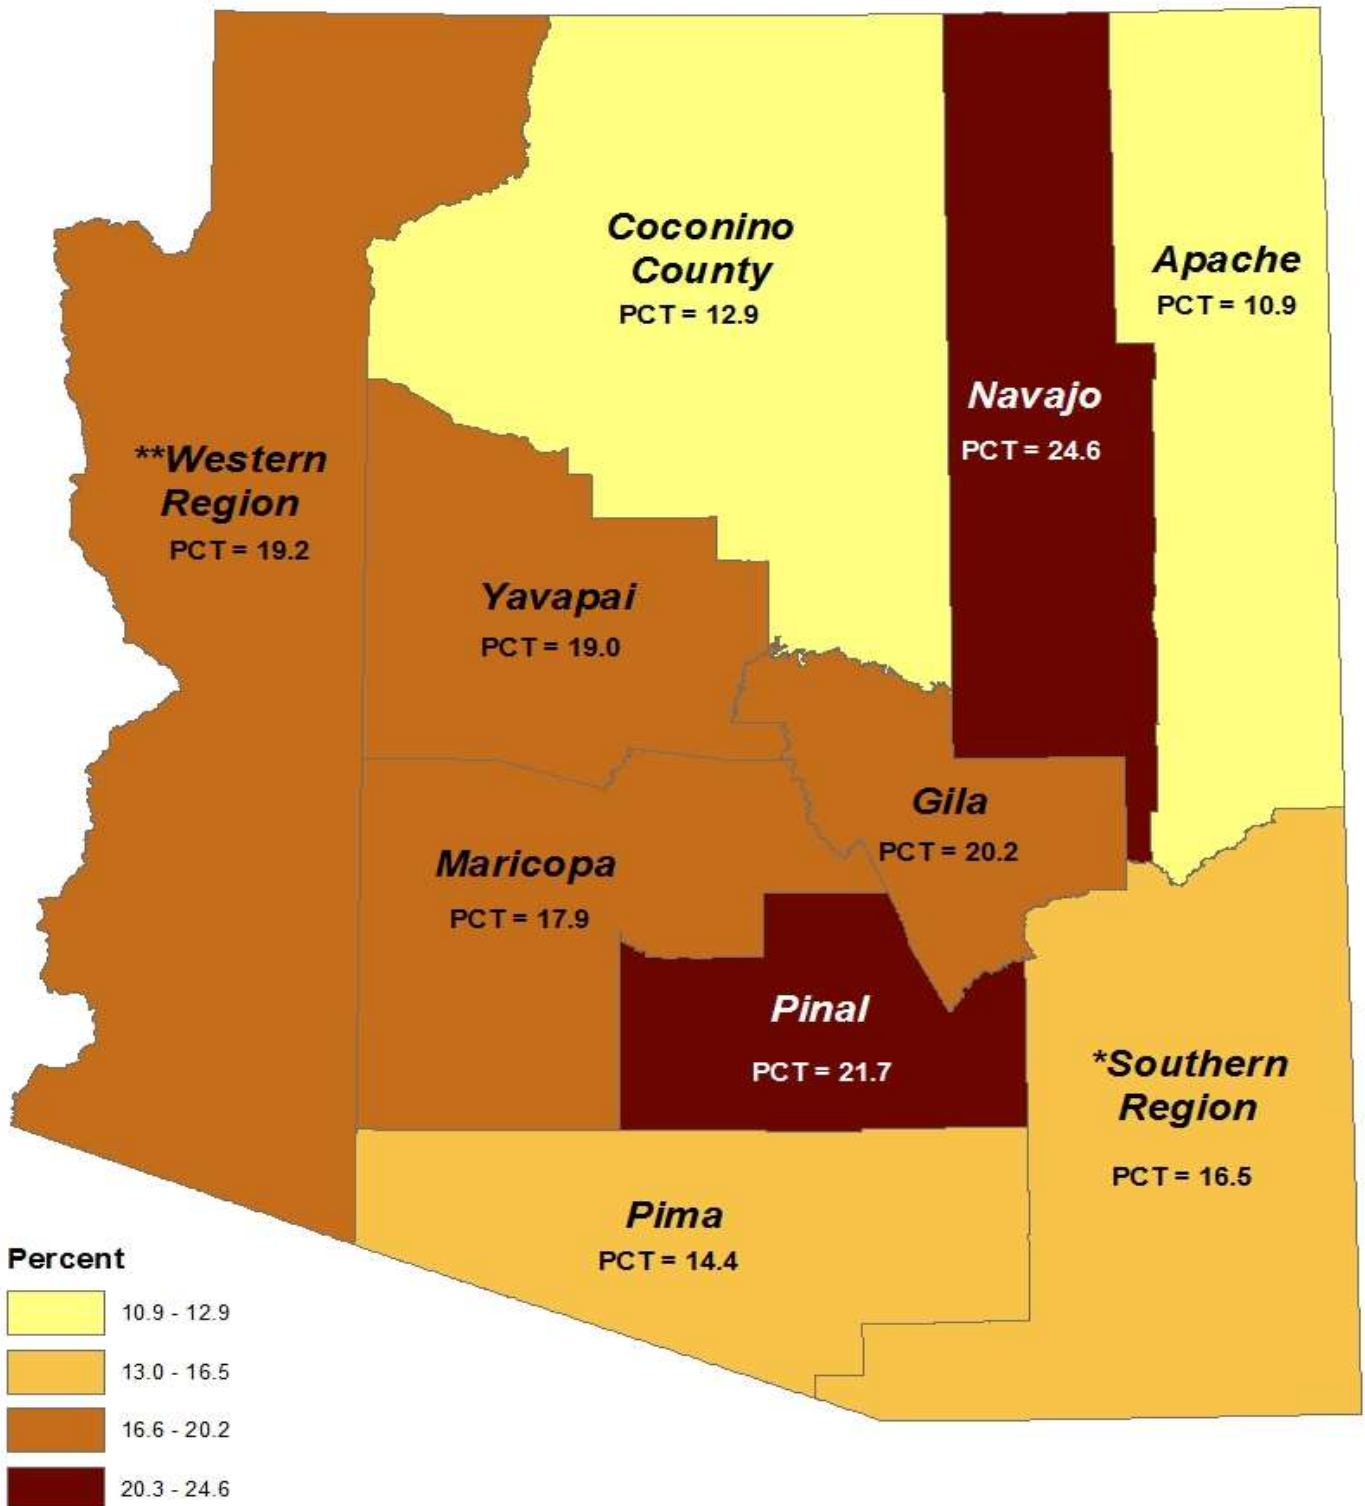 Coconino
County
PCT = 12.9
Apache
PCT = 10.9
Navajo
PCT = 24.6
**Western
Region
PCT = 19.2
Yavapai
PCT = 19.0
Gila
PCT = 20.2
Maricopa
PCT = 17.9
Pinal
PCT = 21.7
*Southern
Region
PCT = 16.5
Pima
PCT = 14.4
Percent
10.9 - 12.9
13.0 - 16.5
16.6 - 20.2
20.3 - 24.6